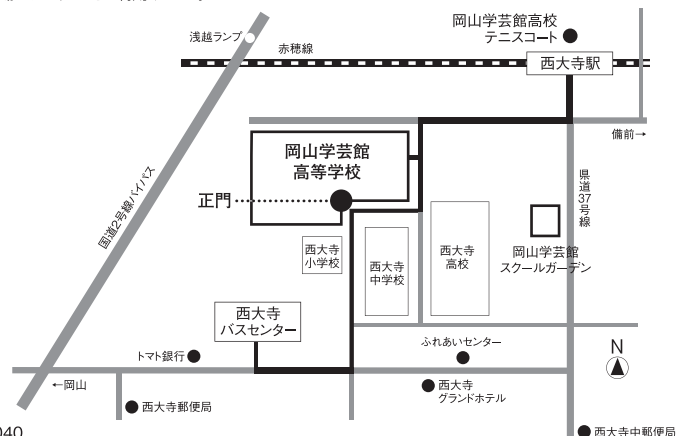 岡山学芸館高校
テニスコート
浅越ランプ
赤穂線
西大寺駅
備前→
岡山学芸館
高等学校
正門
国道2号線バイパス
県道37号線
西大寺
小学校
西大寺
中学校
西大寺
高校
岡山学芸館
スクールガーデン
西大寺
バスセンター
トマト銀行
ふれあいセンター
N
←岡山
西大寺
グランドホテル
西大寺郵便局
040
西大寺中郵便局